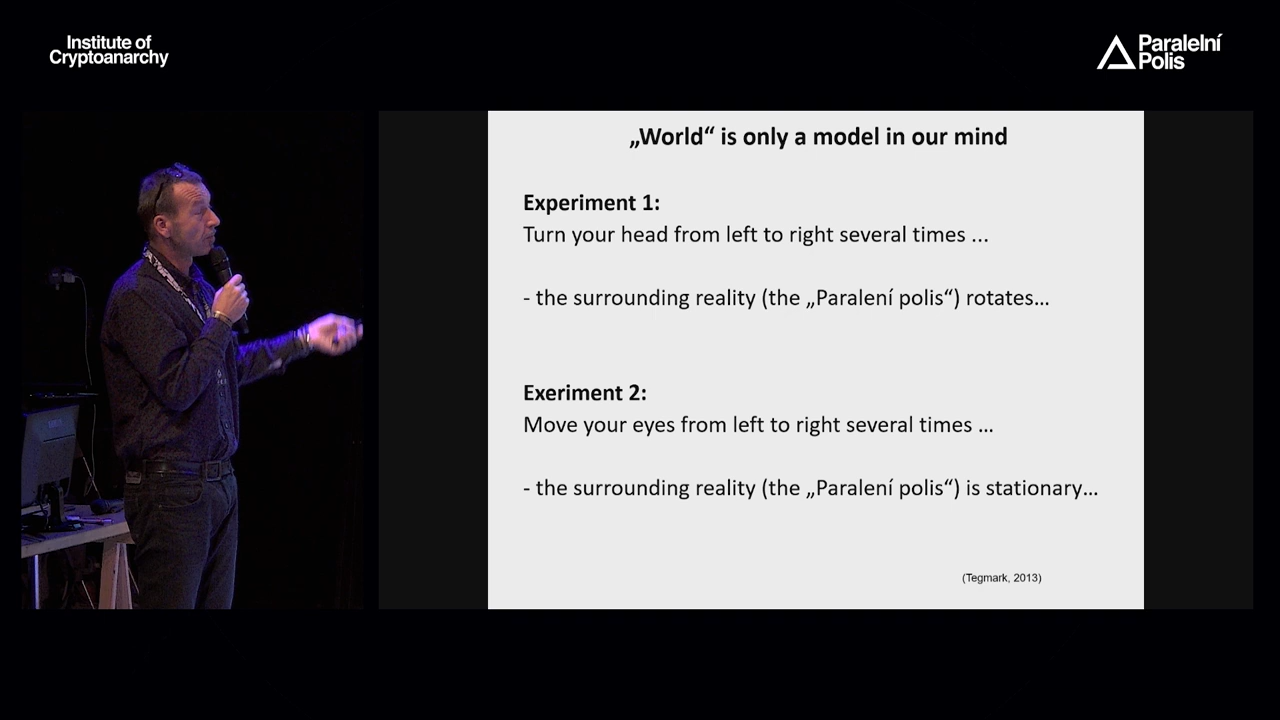 Institute of
Cryptoanarchy
Paralelní
Polis
„World“ is only a model in our mind
Experiment 1:
Turn your head from left to right several times ...
- the surrounding reality (the „Paralení polis“) rotates…
Exeriment 2:
Move your eyes from left to right several times …
- the surrounding reality (the „Paralení polis“) is stationary…
(Tegmark, 2013)